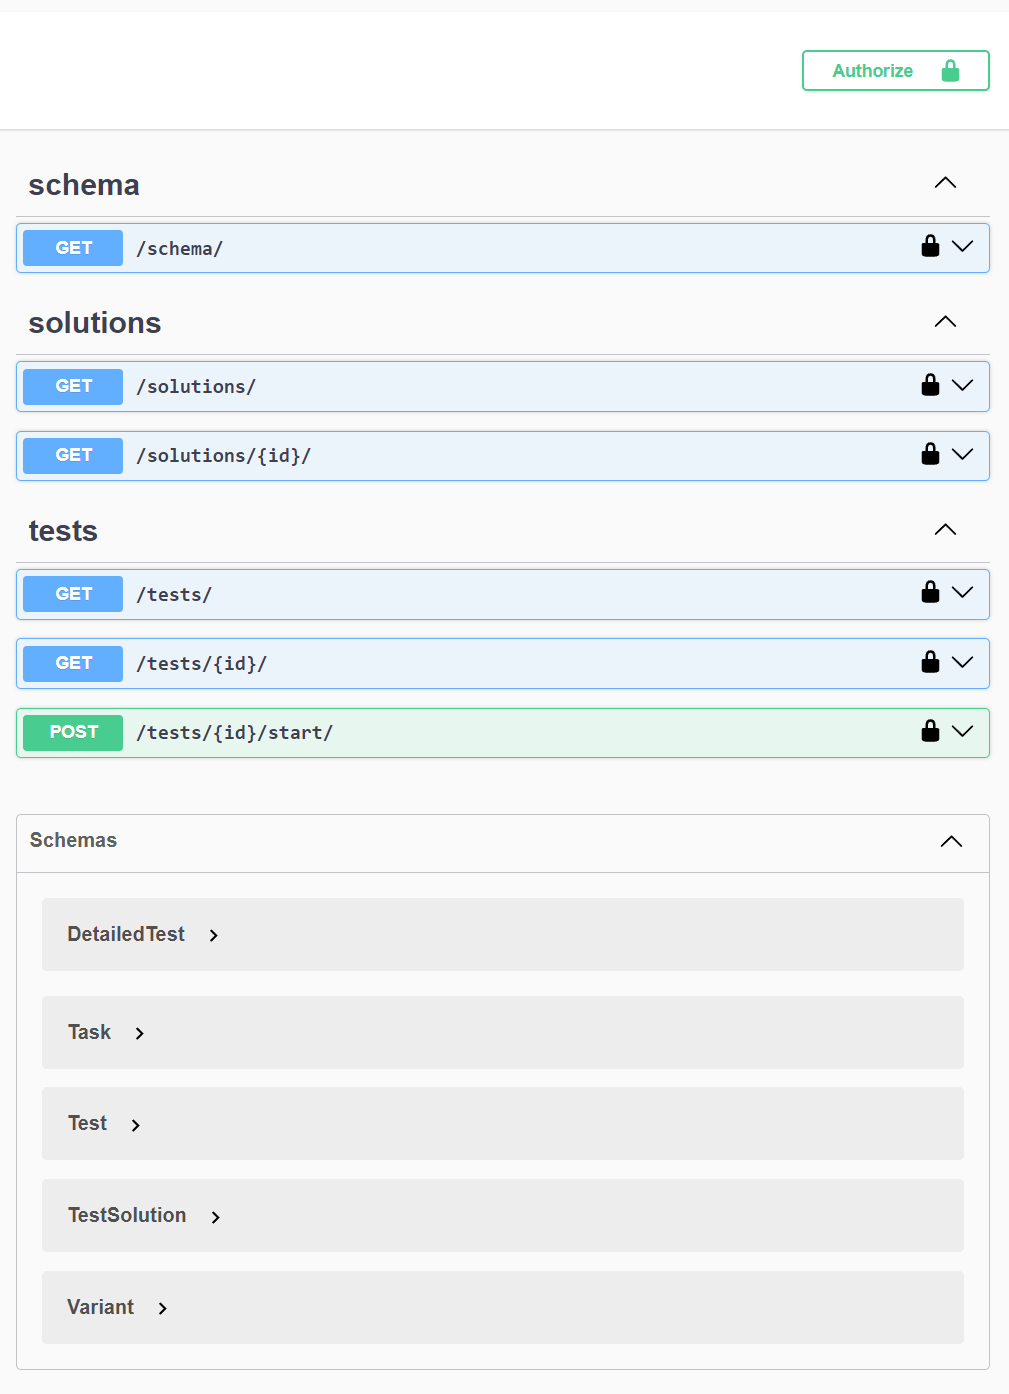 Authorize
schema
GET /schema/
solutions
GET /solutions/
GET /solutions/{id}/
tests
GET /tests/
GET /tests/{id}/
POST /tests/{id}/start/
Schemas
DetailedTest
Task
Test
TestSolution
Variant